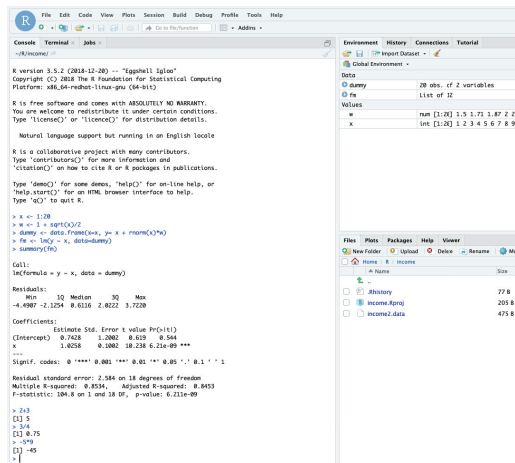 R File Edit Code View Plots Session Build Debug Profile Tools Help
Go to file/function Addins
Console Terminal × Jobs ×
~/R/income/
R version 3.5.2 (2018-12-20) -- "Eggshell Igloo"
Copyright (C) 2018 The R Foundation for Statistical Computing
Platform: x86_64-redhat-linux-gnu (64-bit)
R is free software and comes with ABSOLUTELY NO WARRANTY.
You are welcome to redistribute it under certain conditions.
Type 'license()' or 'licence()' for distribution details.
Natural language support but running in an English locale
R is a collaborative project with many contributors.
Type 'contributors()' for more information and
'citation()' on how to cite R or R packages in publications.
Type 'demo()' for some demos, 'help()' for on-line help, or
'help.start()' for an HTML browser interface to help.
Type 'q()' to quit R.
> x <- 1:20
> w <- 1 + sqrt(x)/2
> dummy <- data.frame(x=x, y= x + rnorm(x)*w)
> fm <- lm(y ~ x, data=dummy)
> summary(fm)
Call:
lm(formula = y ~ x, data = dummy)
Residuals:
Min 1Q Median 3Q Max
-4.4907 -2.1254 0.6116 2.0222 3.7220
Coefficients:
Estimate Std. Error t value Pr(>|t|)
(Intercept) 0.7428 1.2002 0.619 0.544
x 1.0258 0.1002 10.238 6.21e-09 ***
---
Signif. codes: 0 '***' 0.001 '**' 0.01 '*' 0.05 '.' 0.1 ' ' 1
Residual standard error: 2.584 on 18 degrees of freedom
Multiple R-squared: 0.8534, Adjusted R-squared: 0.8453
F-statistic: 104.8 on 1 and 18 DF, p-value: 6.211e-09
> 2+3
[1] 5
> 3/4
[1] 0.75
> -5*9
[1] -45
>
Environment History Connections Tutorial
Import Dataset
Global Environment
Data
dummy 20 obs. of 2 variables
fm List of 12
Values
w num [1:20] 1.5 1.71 1.87 2 2
x int [1:20] 1 2 3 4 5 6 7 8 9
Files Plots Packages Help Viewer
New Folder Upload Delete Rename
Home R income
Name Size
..
.Rhistory 77 B
income.Rproj 205 B
income2.data 475 B